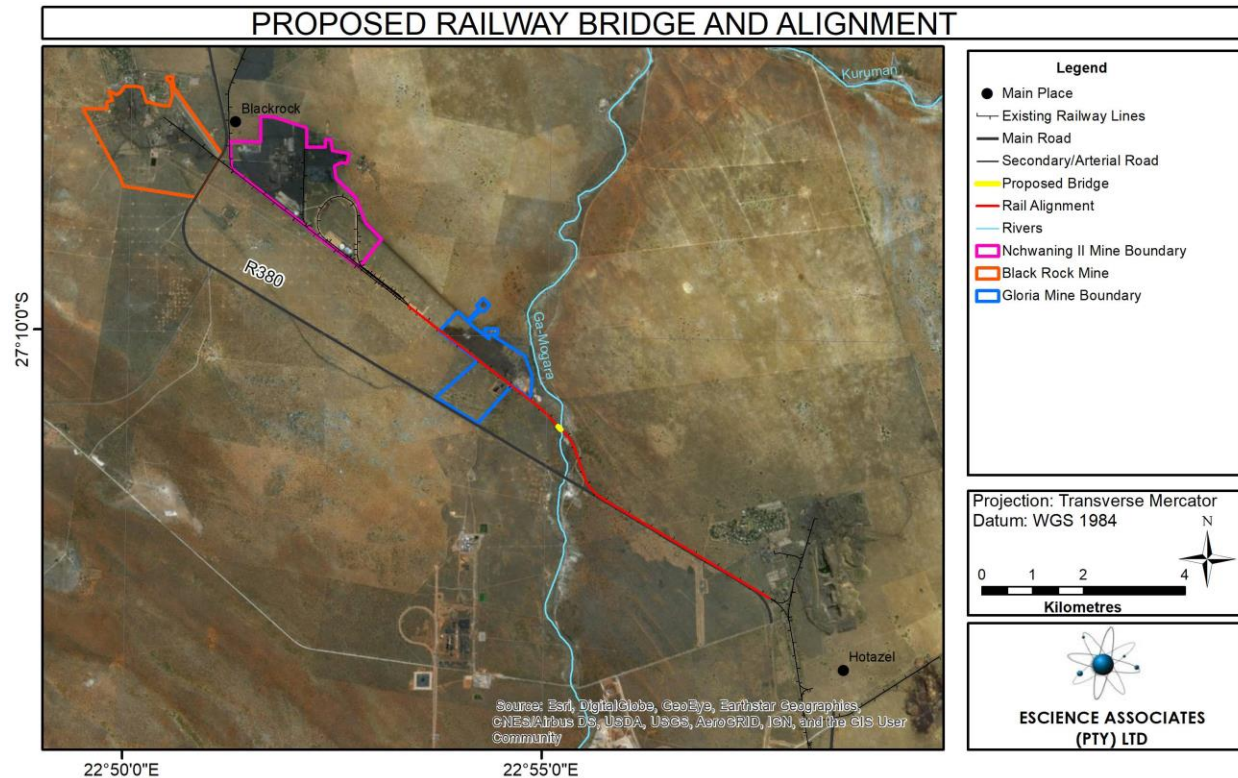 PROPOSED RAILWAY BRIDGE AND ALIGNMENT
Kuruman
Blackrock
R380
Ga-Mogara
Hotazel
27°10'0"S
22°50'0"E
22°55'0"E
Source: Esri, DigitalGlobe, GeoEye, Earthstar Geographics,
CNES/Airbus DS, USDA, USGS, AeroGRID, IGN, and the GIS User
Community
Legend
Main Place
Existing Railway Lines
Main Road
Secondary/Arterial Road
Proposed Bridge
Rail Alignment
Rivers
Nchwaning II Mine Boundary
Black Rock Mine
Gloria Mine Boundary
Projection: Transverse Mercator
Datum: WGS 1984
N
0 1 2 4
Kilometres
ESCIENCE ASSOCIATES
(PTY) LTD